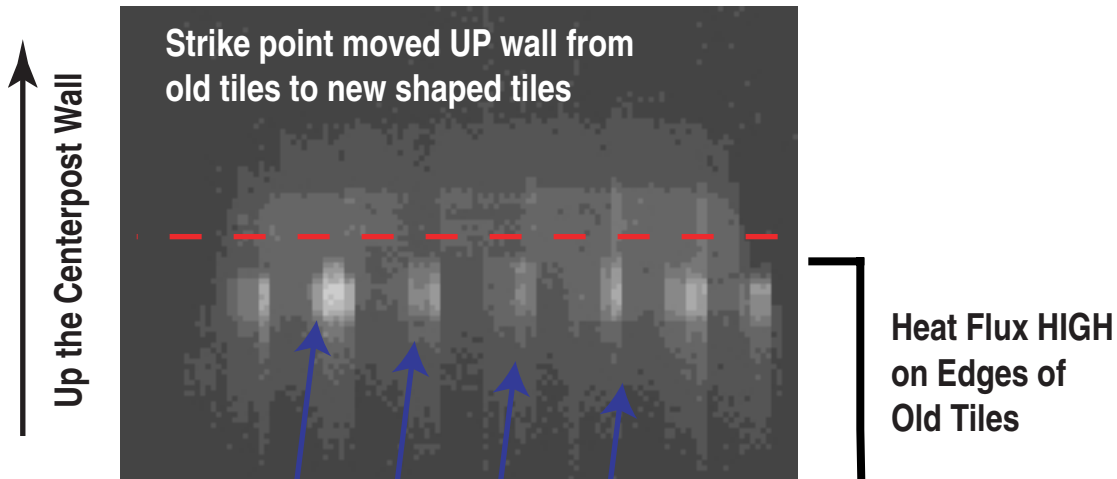 Strike point moved UP wall from
old tiles to new shaped tiles
Up the Centerpost Wall
Heat Flux HIGH
on Edges of
Old Tiles